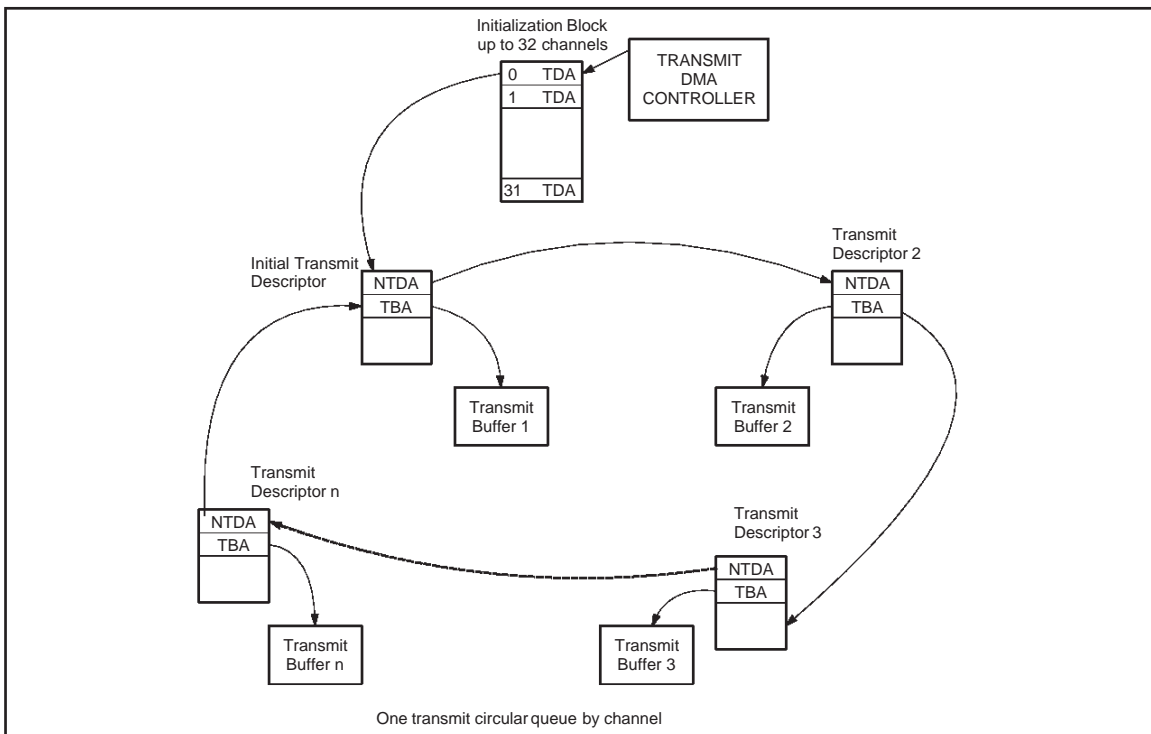 Initialization Block
up to 32 channels
0 TDA
1 TDA
31 TDA
TRANSMIT
DMA
CONTROLLER
Initial Transmit
Descriptor
NTDA
TBA
Transmit
Descriptor 2
NTDA
TBA
Transmit
Buffer 1
Transmit
Buffer 2
Transmit
Descriptor n
NTDA
TBA
Transmit
Descriptor 3
NTDA
TBA
Transmit
Buffer n
Transmit
Buffer 3
One transmit circular queue by channel